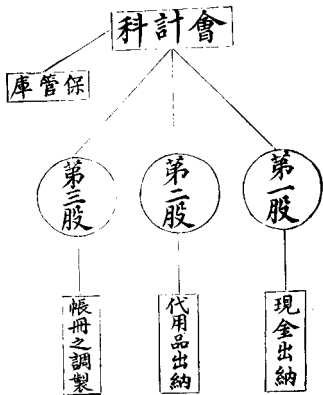 會計科
保管庫
第一股
第二股
第三股
現金出納
代用品出納
帳冊之調製